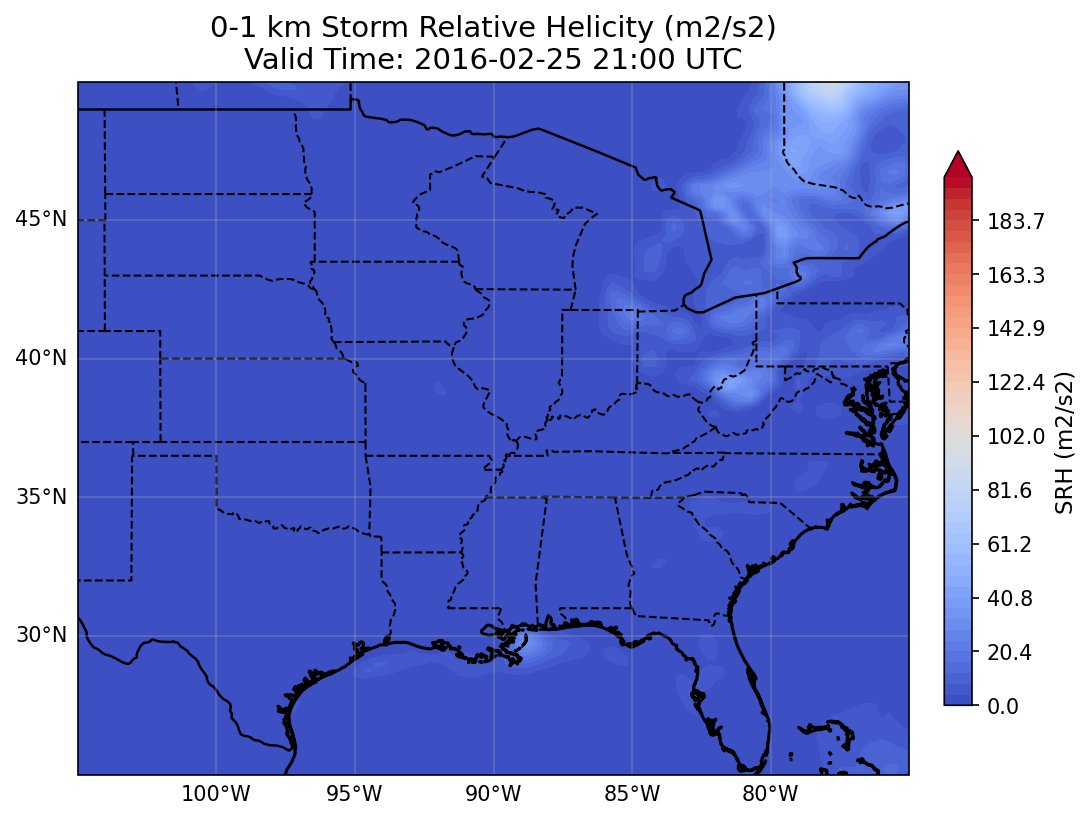 0-1 km Storm Relative Helicity (m2/s2)
Valid Time: 2016-02-25 21:00 UTC
45°N
40°N
35°N
30°N
100°W
95°W
90°W
85°W
80°W
183.7
163.3
142.9
122.4
102.0
81.6
61.2
40.8
20.4
0.0
SRH (m2/s2)